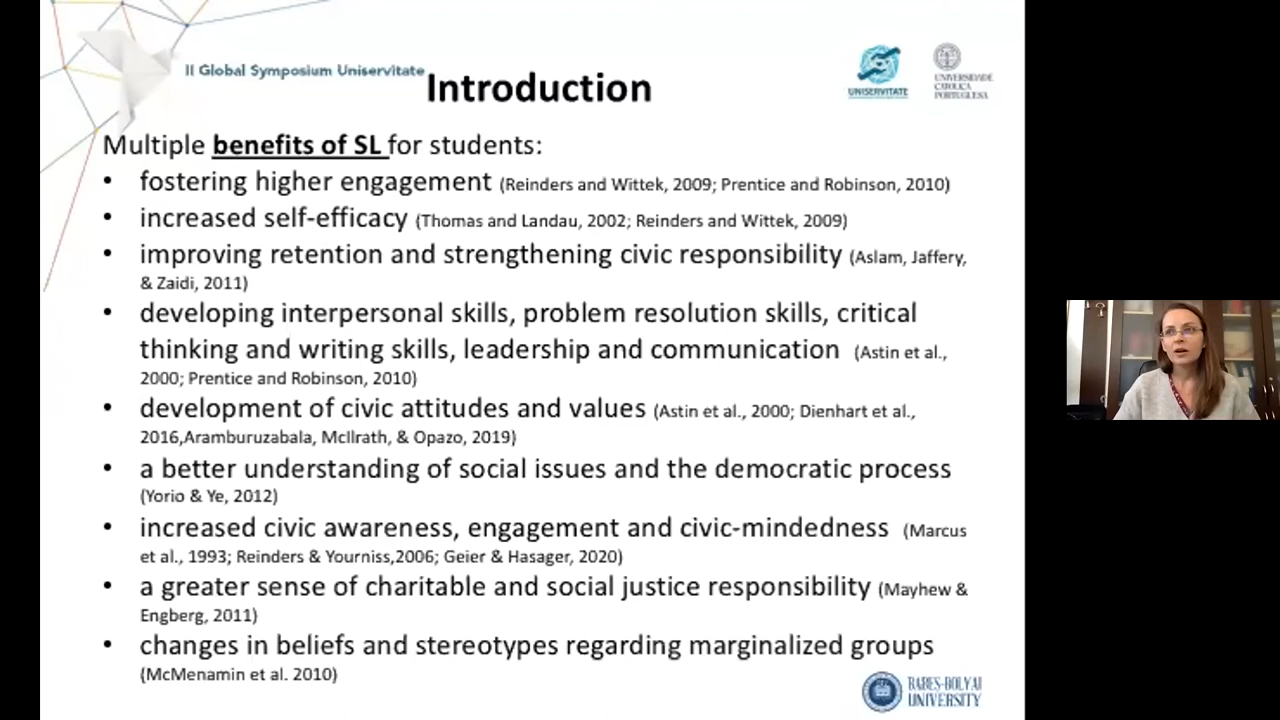 II Global Symposium Uniservitate
Introduction
UNISERVITATE
UNIVERSIDADE
CATOLICA
PORTUGUESA
Multiple benefits of SL for students:
• fostering higher engagement (Reinders and Wittek, 2009; Prentice and Robinson, 2010)
• increased self-efficacy (Thomas and Landau, 2002; Reinders and Wittek, 2009)
• improving retention and strengthening civic responsibility (Aslam, Jaffery,
& Zaidi, 2011)
• developing interpersonal skills, problem resolution skills, critical
thinking and writing skills, leadership and communication (Astin et al.,
2000; Prentice and Robinson, 2010)
• development of civic attitudes and values (Astin et al., 2000; Dienhart et al.,
2016,Aramburuzabala, McIlrath, & Opazo, 2019)
• a better understanding of social issues and the democratic process
(Yorio & Ye, 2012)
• increased civic awareness, engagement and civic-mindedness (Marcus
et al., 1993; Reinders & Yourniss,2006; Geier & Hasager, 2020)
• a greater sense of charitable and social justice responsibility (Mayhew &
Engberg, 2011)
• changes in beliefs and stereotypes regarding marginalized groups
(McMenamin et al. 2010)
BABEŞ-BOLYAI
UNIVERSITY